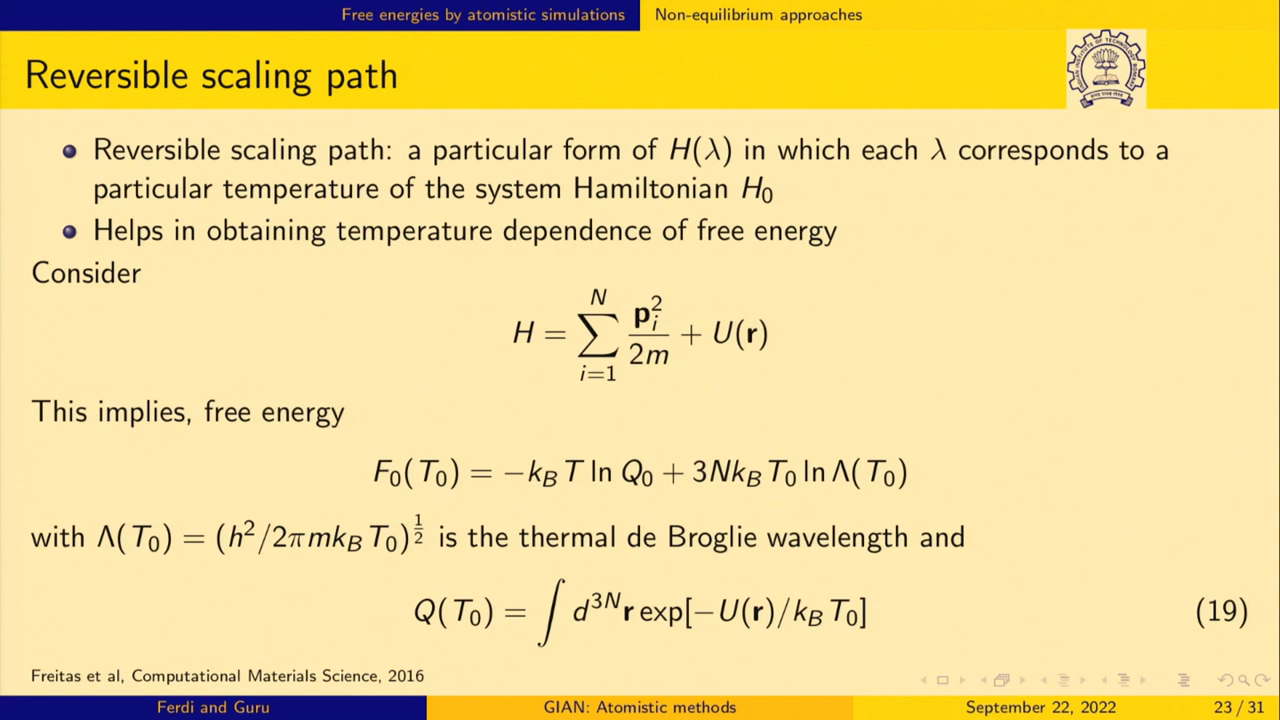 Free energies by atomistic simulations Non-equilibrium approaches
Reversible scaling path
Reversible scaling path: a particular form of H(λ) in which each λ corresponds to a
particular temperature of the system Hamiltonian H₀
Helps in obtaining temperature dependence of free energy
Consider
H = ∑_{i=1}^{N} p_i²/2m + U(r)
This implies, free energy
F₀(T₀) = −k_B T ln Q₀ + 3Nk_B T₀ ln Λ(T₀)
with Λ(T₀) = (h²/2πmk_B T₀)^{1/2} is the thermal de Broglie wavelength and
Q(T₀) = ∫ d^{3N}r exp[−U(r)/k_B T₀] (19)
Freitas et al, Computational Materials Science, 2016
Ferdi and Guru GIAN: Atomistic methods September 22, 2022 23 / 31